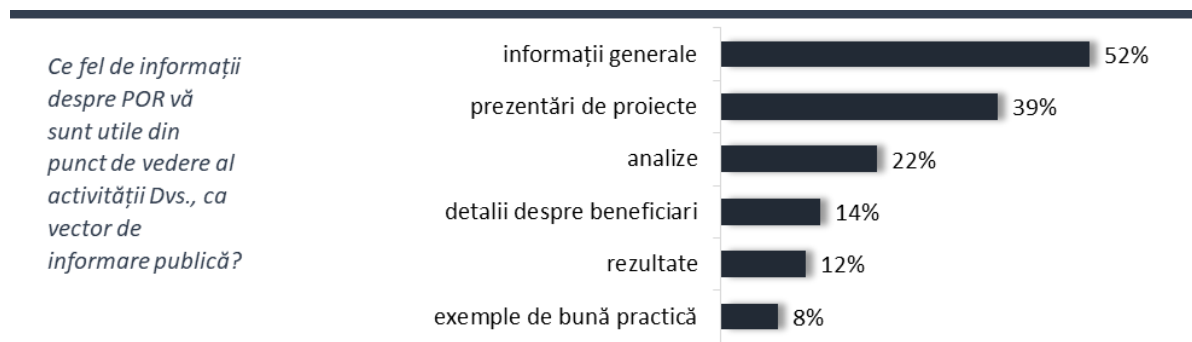 Ce fel de informații
despre POR vă
sunt utile din
punct de vedere al
activității Dvs., ca
vector de
informare publică?
informații generale 52%
prezentări de proiecte 39%
analize 22%
detalii despre beneficiari 14%
rezultate 12%
exemple de bună practică 8%